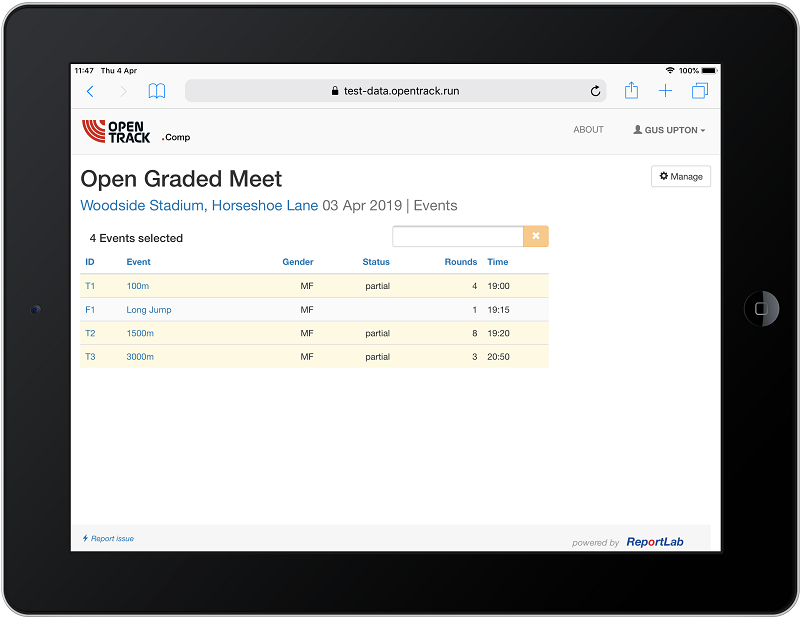 11:47 Thu 4 Apr 100%
test-data.opentrack.run
OPEN TRACK .Comp ABOUT GUS UPTON
Open Graded Meet Manage
Woodside Stadium, Horseshoe Lane 03 Apr 2019 | Events
4 Events selected
ID Event Gender Status Rounds Time
T1 100m MF partial 4 19:00
F1 Long Jump MF 1 19:15
T2 1500m MF partial 8 19:20
T3 3000m MF partial 3 20:50
Report issue powered by ReportLab